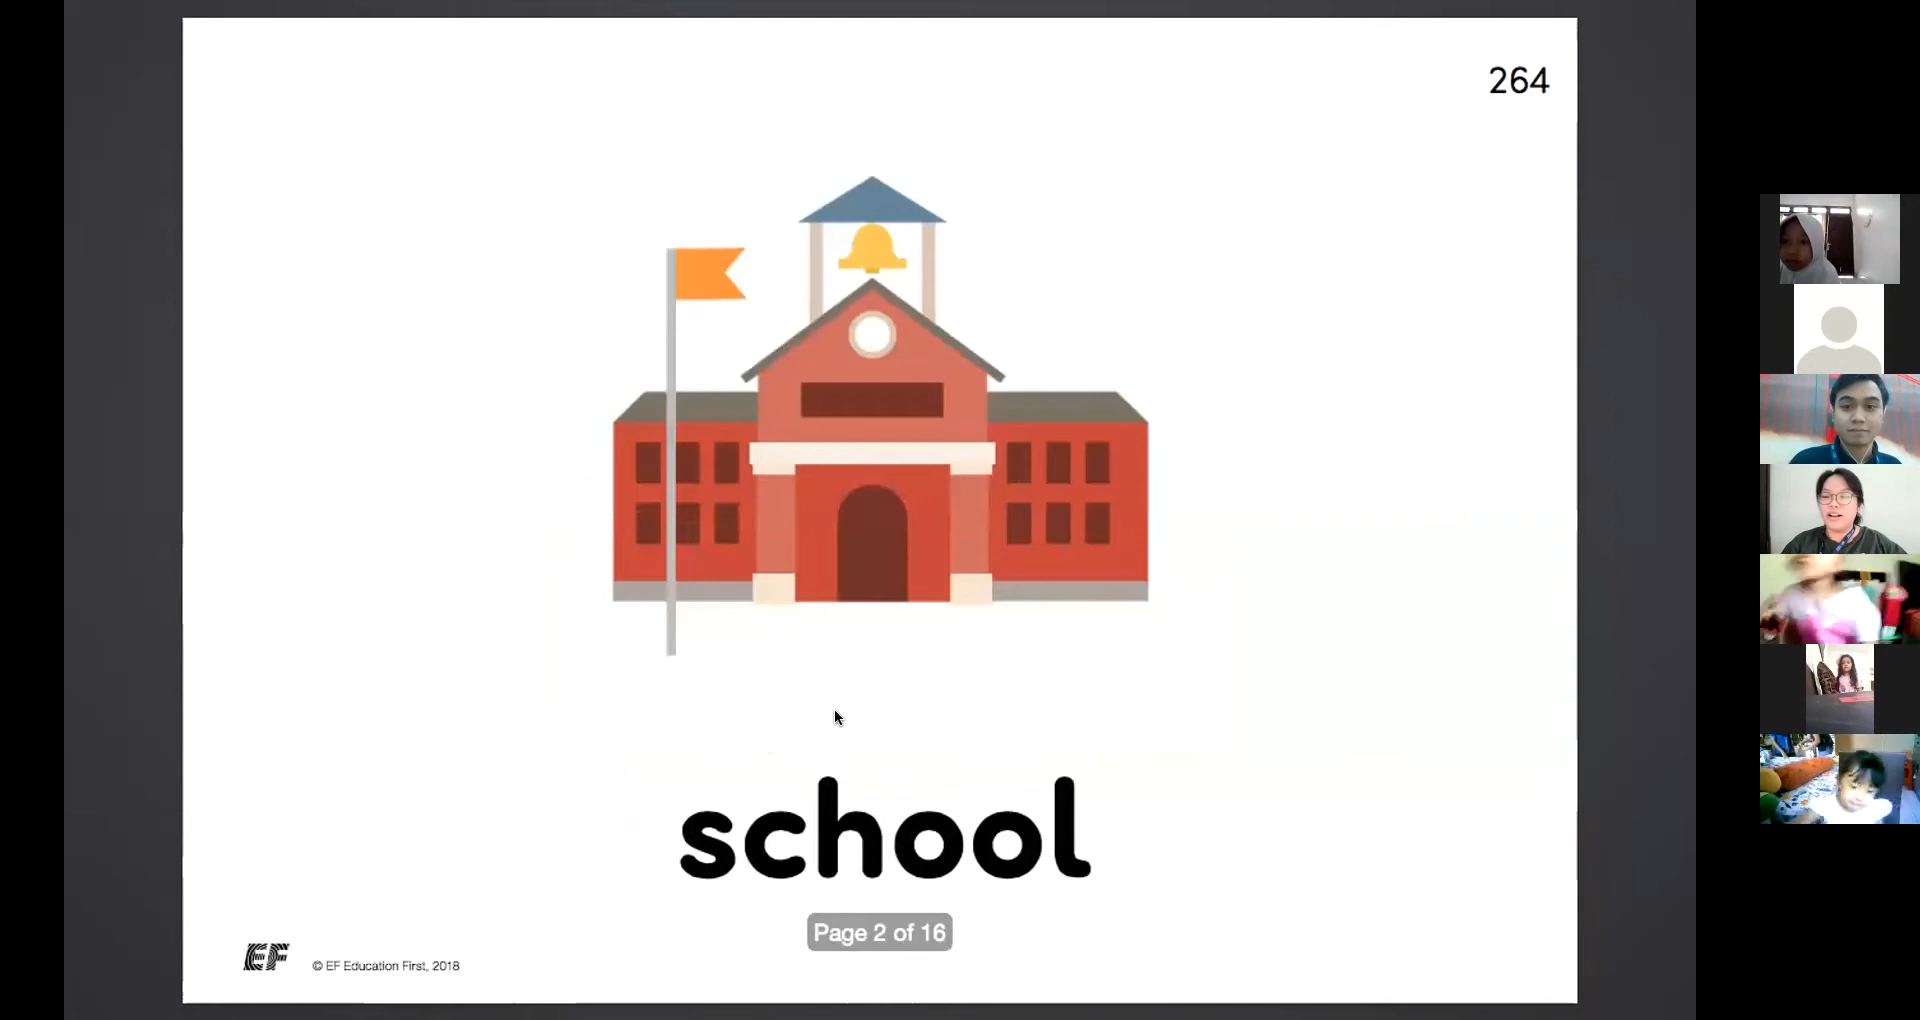 264
school
Page 2 of 16
EF
© EF Education First, 2018